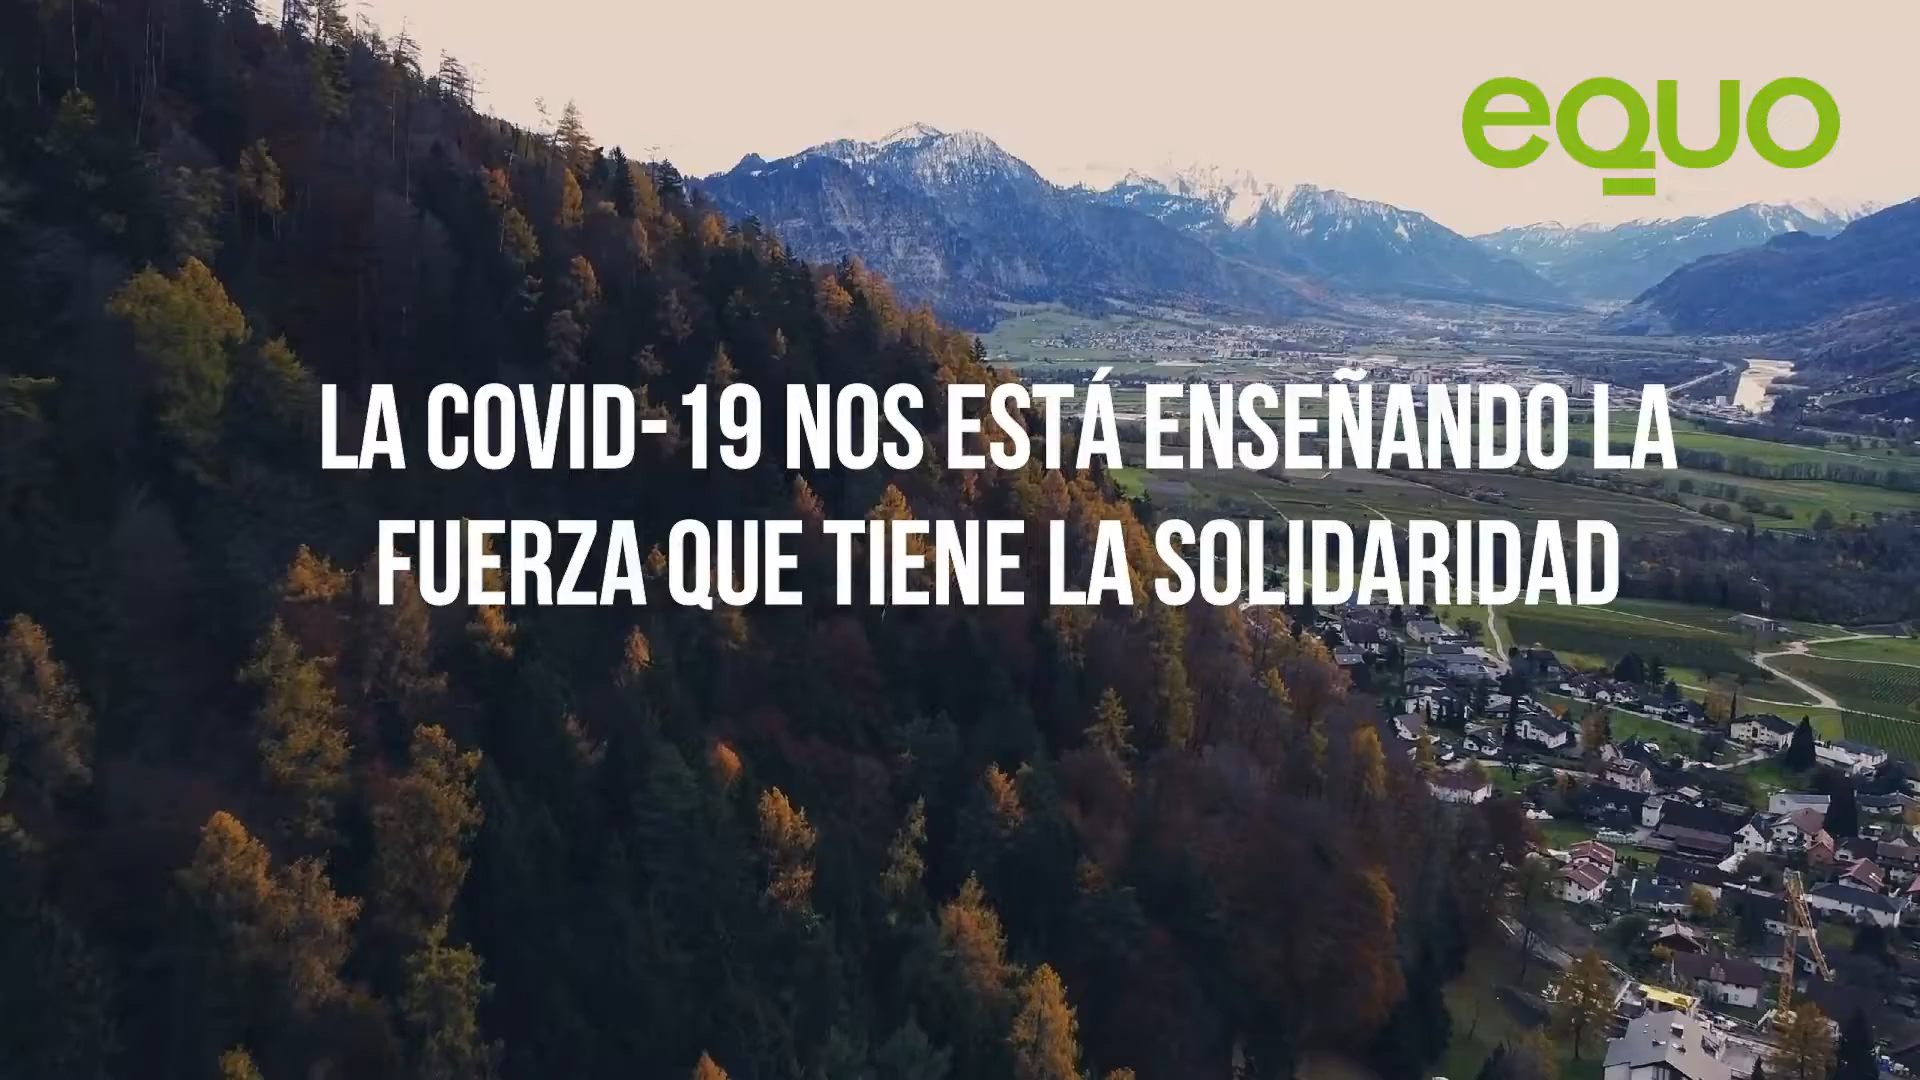 equo
LA COVID-19 NOS ESTÁ ENSEÑANDO LA
FUERZA QUE TIENE LA SOLIDARIDAD